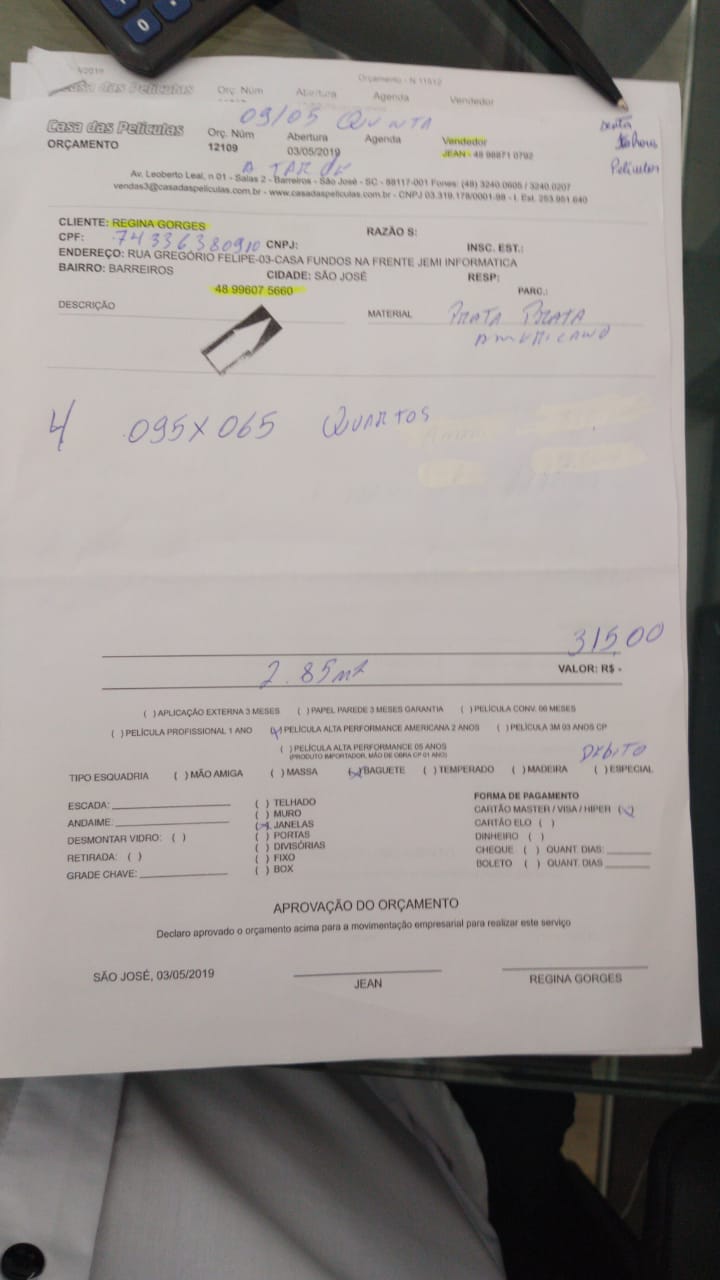 5/2019
Casa das Películas
Orç. Núm
Abertura
Agenda
Orçamento - N 11512
Vendedor
09/05 QUINTA
Casa das Películas
ORÇAMENTO
Orç. Núm
12109
Abertura
03/05/2019
Agenda
Vendedor
JEAN - 48 98871 0792
A TARDE
Películas
Av. Leoberto Leal, n 01 - Salas 2 - Barreiros - São José - SC - 88117-001 Fones: (48) 3240.0605 / 3240.0207
vendas3@casadaspeliculas.com.br - www.casadaspeliculas.com.br - CNPJ 03.319.178/0001-98 - I. Est. 253.951.640
CLIENTE: REGINA GORGES
RAZÃO S:
CPF: 74336380910 CNPJ:
INSC. EST.:
ENDEREÇO: RUA GREGÓRIO FELIPE-03-CASA FUNDOS NA FRENTE JEMI INFORMATICA
BAIRRO: BARREIROS
CIDADE: SÃO JOSÉ
RESP:
48 99607 5660
PARC.:
DESCRIÇÃO
MATERIAL
PRATA PRATA
AMERICANO
4 .095 X 065 QUARTOS
315,00
2.85 m²
VALOR: R$ -
( ) APLICAÇÃO EXTERNA 3 MESES ( ) PAPEL PAREDE 3 MESES GARANTIA ( ) PELÍCULA CONV. 06 MESES
( ) PELÍCULA PROFISSIONAL 1 ANO (x) PELÍCULA ALTA PERFORMANCE AMERICANA 2 ANOS ( ) PELÍCULA 3M 03 ANOS CP
( ) PELÍCULA ALTA PERFORMANCE 05 ANOS
(PRODUTO IMPORTADOR, MÃO DE OBRA CP 01 ANO)
DEBITO
TIPO ESQUADRIA ( ) MÃO AMIGA ( ) MASSA (x) BAGUETE ( ) TEMPERADO ( ) MADEIRA ( ) ESPECIAL
ESCADA:
ANDAIME:
DESMONTAR VIDRO: ( )
RETIRADA: ( )
GRADE CHAVE:
( ) TELHADO
( ) MURO
(x) JANELAS
( ) PORTAS
( ) DIVISÓRIAS
( ) FIXO
( ) BOX
FORMA DE PAGAMENTO
CARTÃO MASTER / VISA / HIPER (x)
CARTÃO ELO ( )
DINHEIRO ( )
CHEQUE ( ) QUANT. DIAS:
BOLETO ( ) QUANT. DIAS
APROVAÇÃO DO ORÇAMENTO
Declaro aprovado o orçamento acima para a movimentação empresarial para realizar este serviço
SÃO JOSÉ, 03/05/2019
JEAN
REGINA GORGES